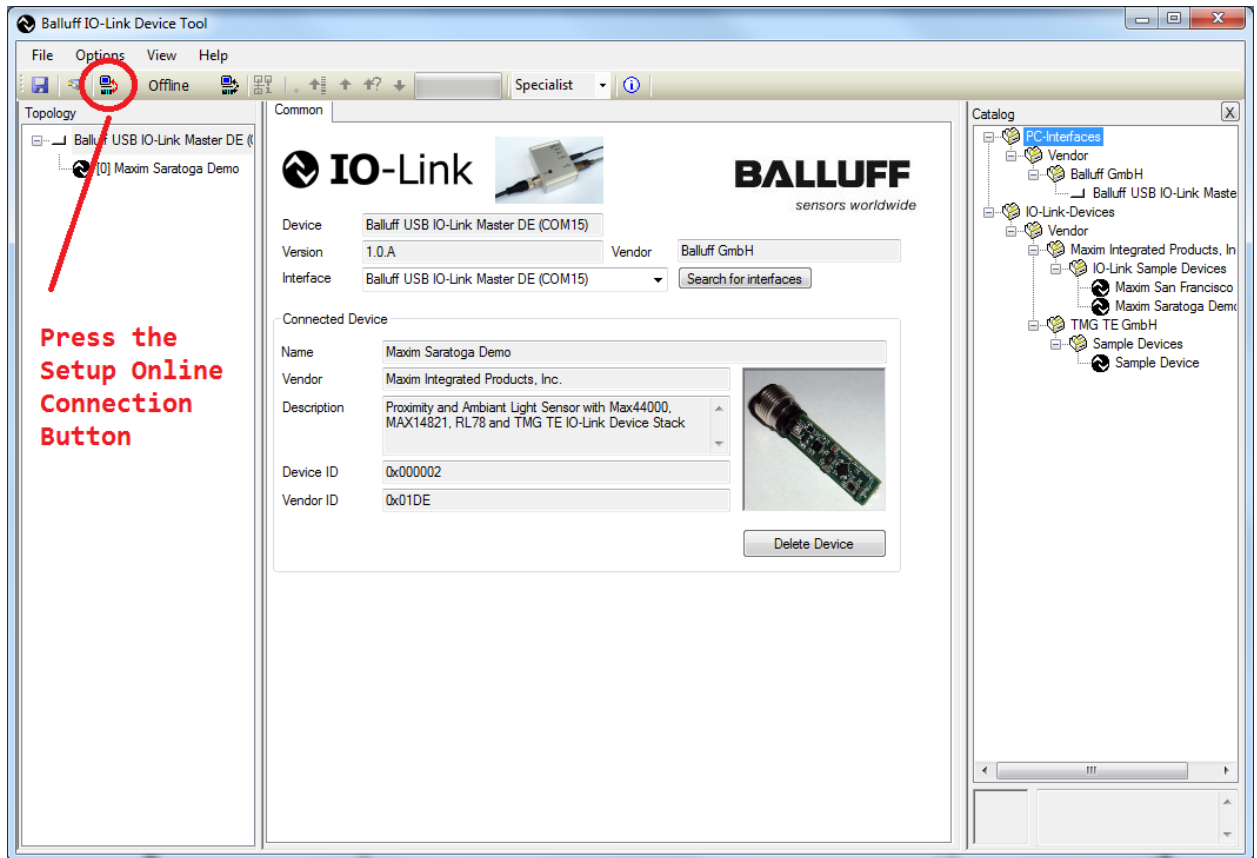 Balluff IO-Link Device Tool
File Options View Help
Offline Specialist
Topology
Balluff USB IO-Link Master DE (
[0] Maxim Saratoga Demo
Press the
Setup Online
Connection
Button
Common
IO-Link
BALLUFF
sensors worldwide
Device Balluff USB IO-Link Master DE (COM15)
Version 1.0.A Vendor Balluff GmbH
Interface Balluff USB IO-Link Master DE (COM15) Search for interfaces
Connected Device
Name Maxim Saratoga Demo
Vendor Maxim Integrated Products, Inc.
Description Proximity and Ambiant Light Sensor with Max44000,
MAX14821, RL78 and TMG TE IO-Link Device Stack
Device ID 0x000002
Vendor ID 0x01DE
Delete Device
Catalog X
PC-Interfaces
Vendor
Balluff GmbH
Balluff USB IO-Link Maste
IO-Link-Devices
Vendor
Maxim Integrated Products, In
IO-Link Sample Devices
Maxim San Francisco
Maxim Saratoga Demo
TMG TE GmbH
Sample Devices
Sample Device